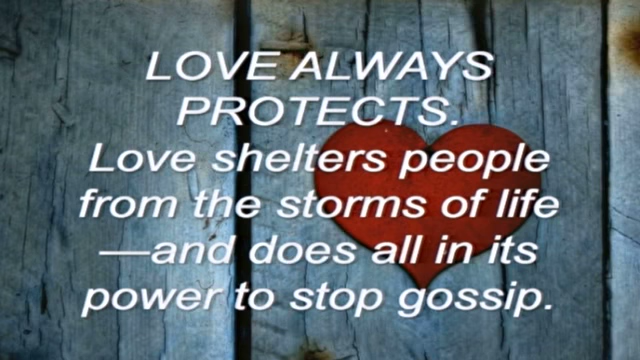 LOVE ALWAYS
PROTECTS.
Love shelters people
from the storms of life
—and does all in its
power to stop gossip.